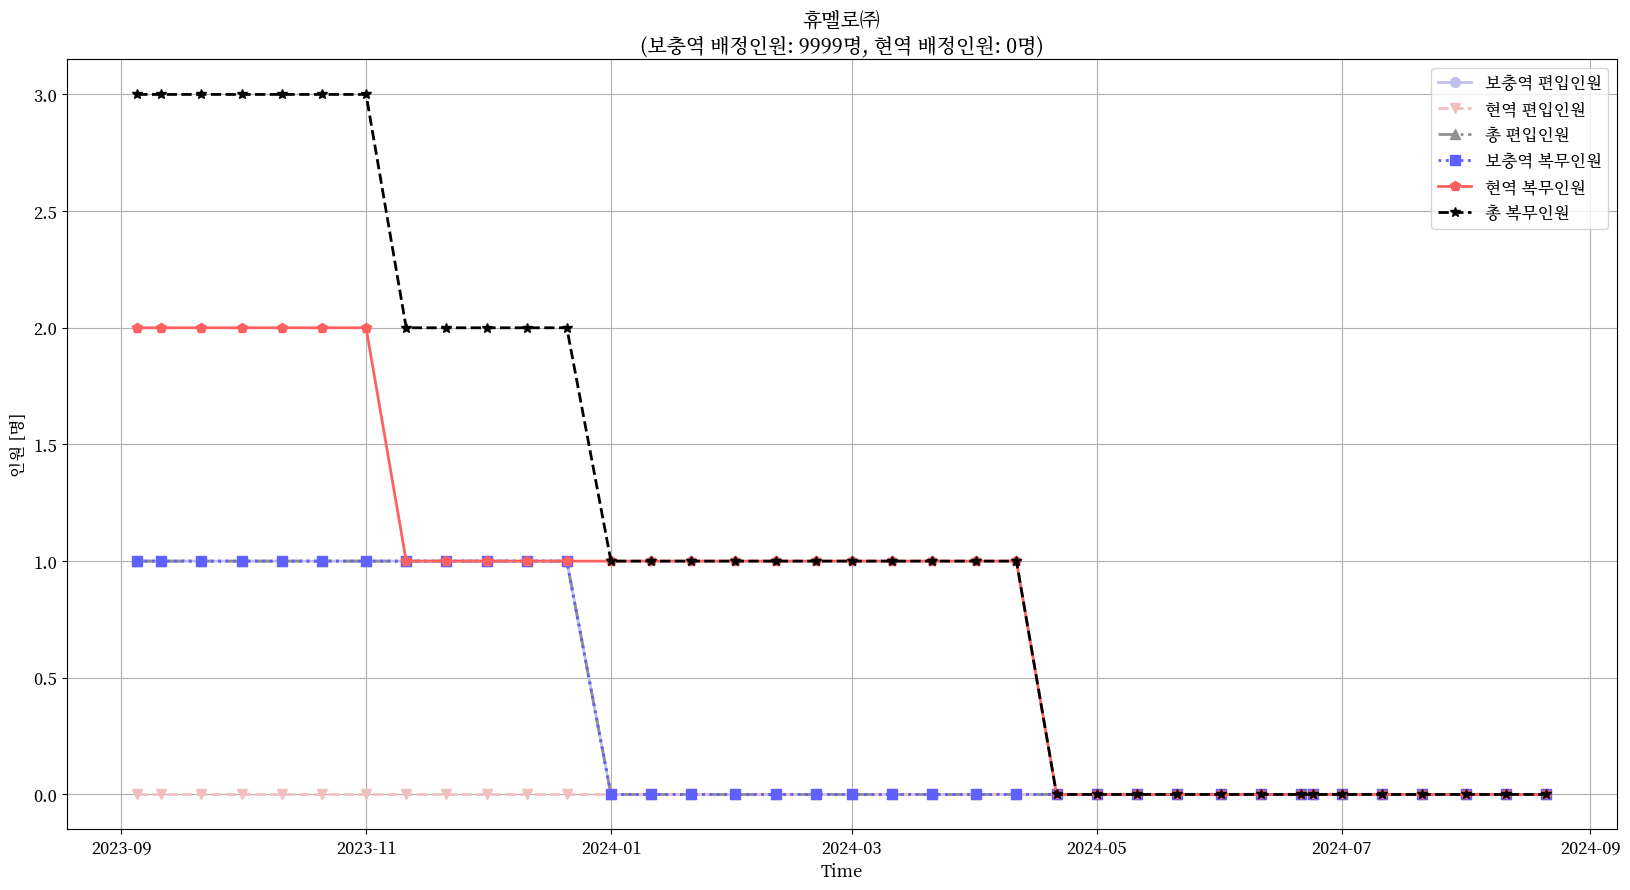 휴멜로㈜
(보충역 배정인원: 9999명, 현역 배정인원: 0명)
보충역 편입인원
현역 편입인원
총 편입인원
보충역 복무인원
현역 복무인원
총 복무인원
인원 [명]
3.0
2.5
2.0
1.5
1.0
0.5
0.0
2023-09
2023-11
2024-01
2024-03
2024-05
2024-07
2024-09
Time